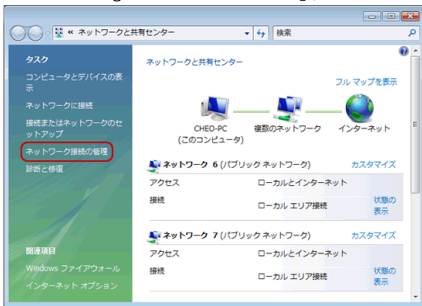 « ネットワークと共有センター
検索
タスク
コンピュータとデバイスの表
示
ネットワークに接続
接続またはネットワークのセ
ットアップ
ネットワーク接続の管理
診断と修復
関連項目
Windows ファイアウォール
インターネット オプション
ネットワークと共有センター
フル マップを表示
CHEO-PC
(このコンピュータ)
複数のネットワーク
インターネット
ネットワーク 6 (パブリック ネットワーク)
カスタマイズ
アクセス
ローカルとインターネット
接続
ローカル エリア接続
状態の
表示
ネットワーク 7 (パブリック ネットワーク)
カスタマイズ
アクセス
ローカルとインターネット
接続
ローカル エリア接続
状態の
表示